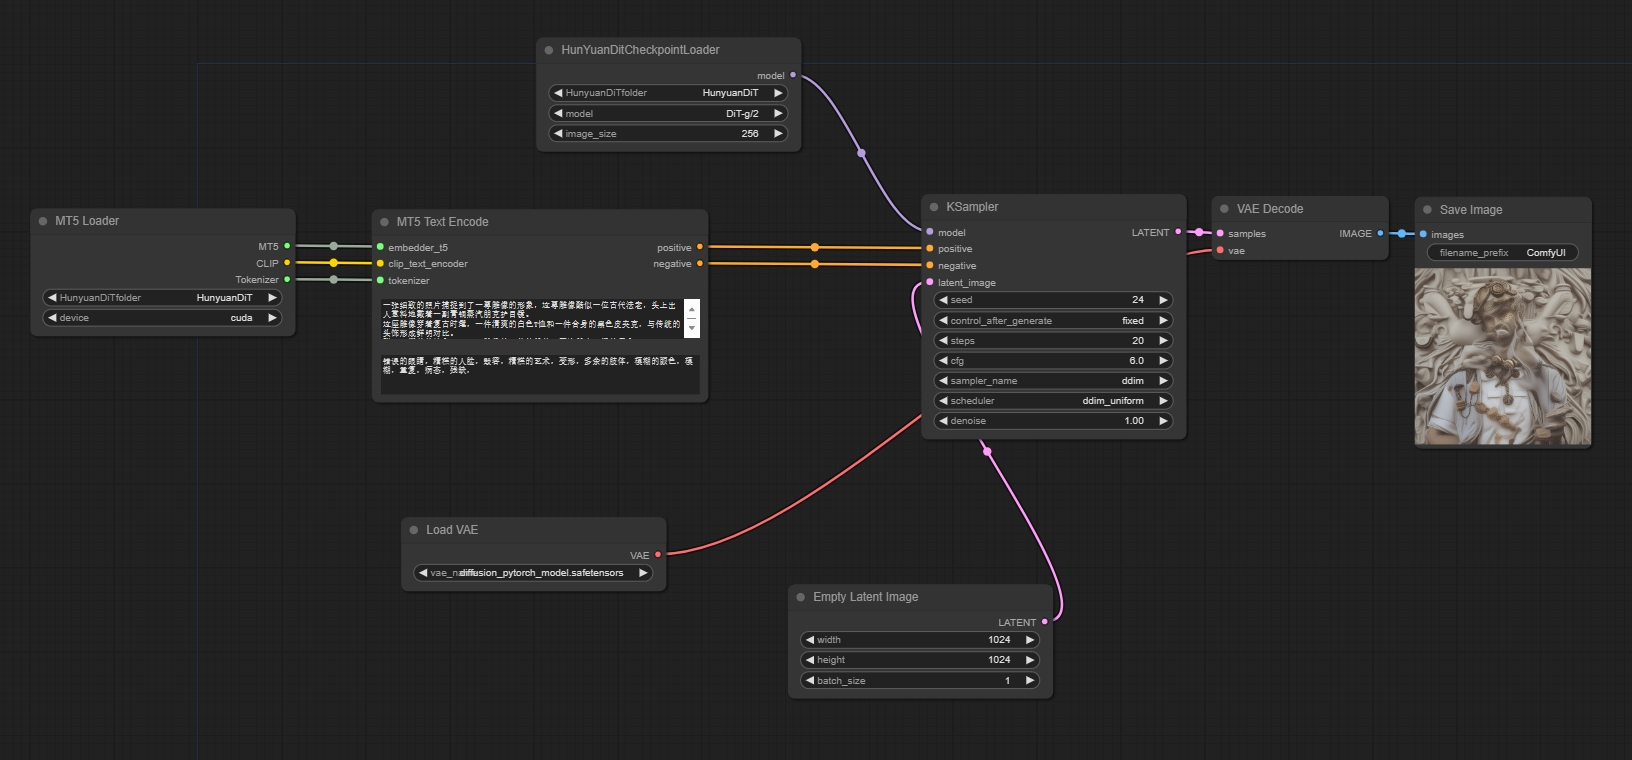 HunYuanDitCheckpointLoader
model
HunyuanDiTfolder HunyuanDiT
model DiT-g/2
image_size 256
MT5 Loader
MT5
CLIP
Tokenizer
HunyuanDiTfolder HunyuanDiT
device cuda
MT5 Text Encode
embedder_t5 positive
clip_text_encoder negative
tokenizer
一张细致的照片捕捉到了一尊雕像的形象，这尊雕像酷似一位古代法老，头上出
人意料地戴着一副青铜蒸汽朋克护目镜。
这座雕像穿着复古时髦，一件清爽的白色T恤和一件合身的黑色皮夹克，与传统的
头饰形成鲜明对比。
错误的眼睛，糟糕的人脸，毁容，糟糕的艺术，变形，多余的肢体，模糊的颜色，模
糊，重复，病态，残缺，
KSampler
model LATENT
positive
negative
latent_image
seed 24
control_after_generate fixed
steps 20
cfg 6.0
sampler_name ddim
scheduler ddim_uniform
denoise 1.00
VAE Decode
samples IMAGE
vae
Save Image
images
filename_prefix ComfyUI
Load VAE
VAE
diffusion_pytorch_model.safetensors
Empty Latent Image
LATENT
width 1024
height 1024
batch_size 1